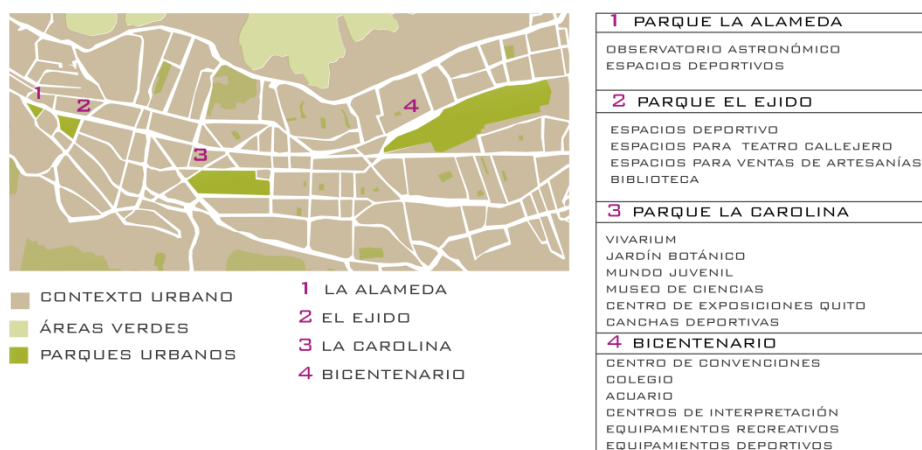 1
2
3
4
CONTEXTO URBANO
ÁREAS VERDES
PARQUES URBANOS
1 LA ALAMEDA
2 EL EJIDO
3 LA CAROLINA
4 BICENTENARIO
1 PARQUE LA ALAMEDA
OBSERVATORIO ASTRONÓMICO
ESPACIOS DEPORTIVOS
2 PARQUE EL EJIDO
ESPACIOS DEPORTIVO
ESPACIOS PARA TEATRO CALLEJERO
ESPACIOS PARA VENTAS DE ARTESANÍAS
BIBLIOTECA
3 PARQUE LA CAROLINA
VIVARIUM
JARDÍN BOTÁNICO
MUNDO JUVENIL
MUSEO DE CIENCIAS
CENTRO DE EXPOSICIONES QUITO
CANCHAS DEPORTIVAS
4 BICENTENARIO
CENTRO DE CONVENCIONES
COLEGIO
ACUARIO
CENTROS DE INTERPRETACIÓN
EQUIPAMIENTOS RECREATIVOS
EQUIPAMIENTOS DEPORTIVOS